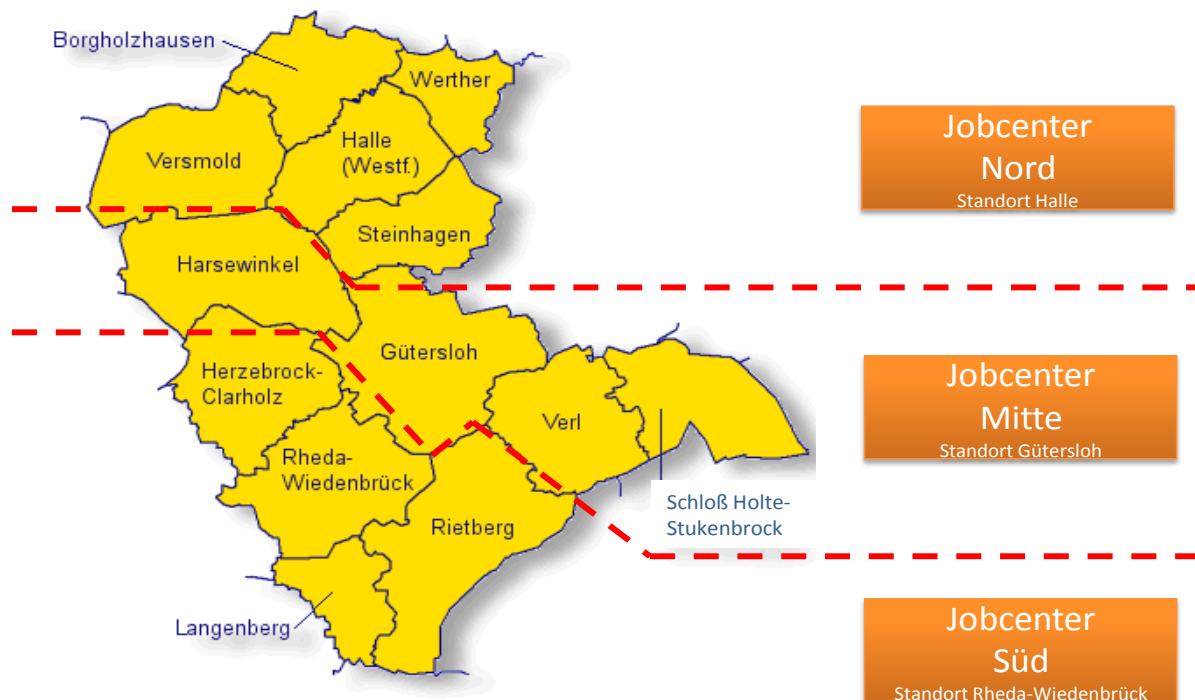 Borgholzhausen
Werther
Halle
(Westf.)
Versmold
Steinhagen
Harsewinkel
Gütersloh
Herzebrock-
Clarholz
Verl
Rheda-
Wiedenbrück
Rietberg
Schloß Holte-
Stukenbrock
Langenberg
Jobcenter
Nord
Standort Halle
Jobcenter
Mitte
Standort Gütersloh
Jobcenter
Süd
Standort Rheda-Wiedenbrück